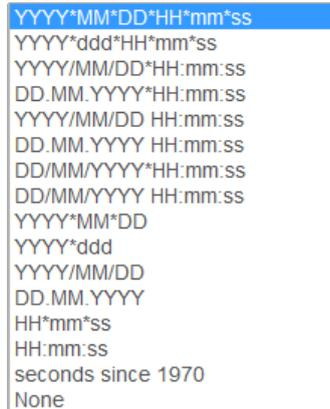 YYYY*MM*DD*HH*mm*ss
YYYY*ddd*HH*mm*ss
YYYY/MM/DD*HH:mm:ss
DD.MM.YYYY*HH:mm:ss
YYYY/MM/DD HH:mm:ss
DD.MM.YYYY HH:mm:ss
DD/MM/YYYY*HH:mm:ss
DD/MM/YYYY HH:mm:ss
YYYY*MM*DD
YYYY*ddd
YYYY/MM/DD
DD.MM.YYYY
HH*mm*ss
HH:mm:ss
seconds since 1970
None